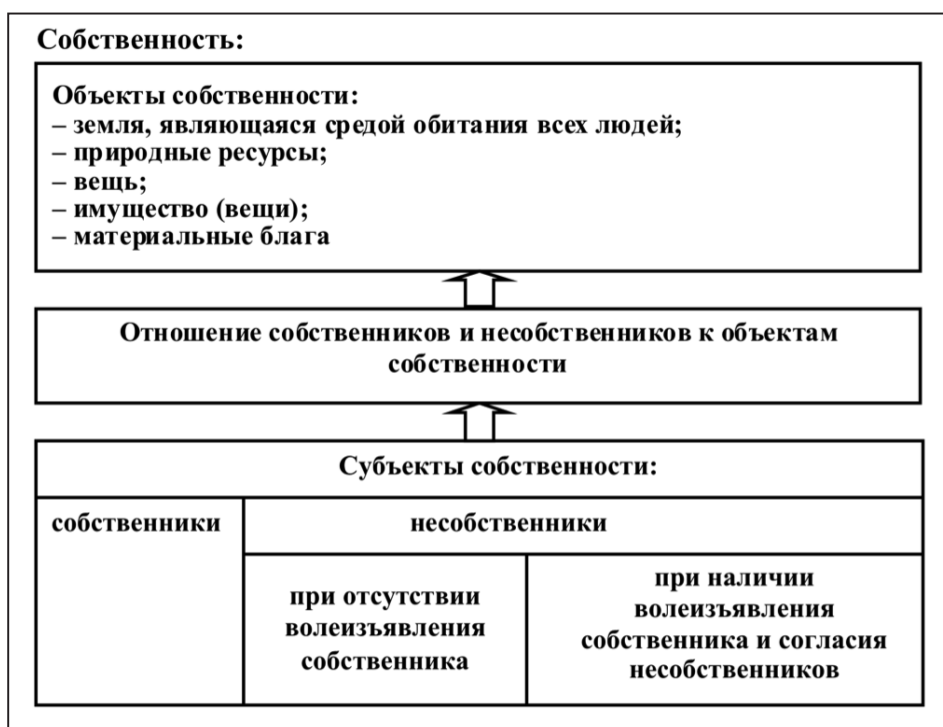 Собственность:
Объекты собственности:
– земля, являющаяся средой обитания всех людей;
– природные ресурсы;
– вещь;
– имущество (вещи);
– материальные блага
Отношение собственников и несобственников к объектам
собственности
Субъекты собственности:
собственники
несобственники
при отсутствии
волеизъявления
собственника
при наличии
волеизъявления
собственника и согласия
несобственников